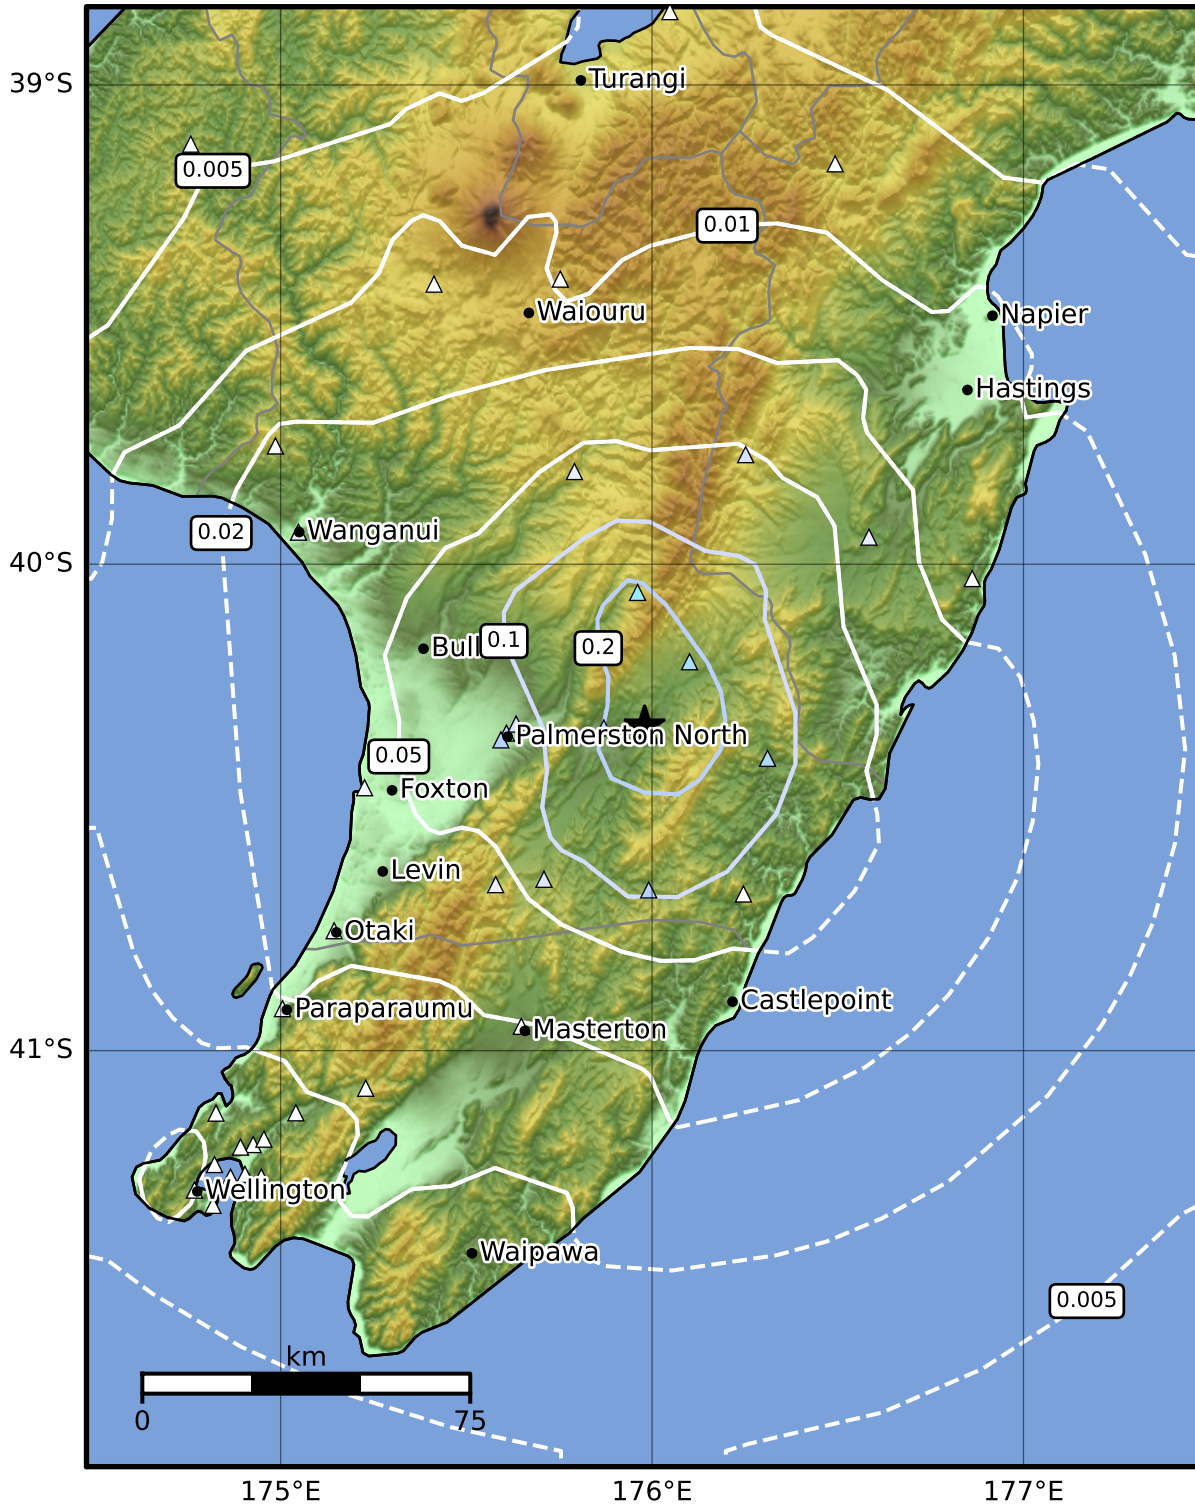 39°S
Turangi
0.005
0.01
Waiouru
Napier
Hastings
0.02
Wanganui
40°S
Bull
0.1
0.2
Palmerston North
0.05
Foxton
Levin
Otaki
Castlepoint
Paraparaumu
Masterton
41°S
Wellington
Waipawa
0.005
km
0
75
175°E
176°E
177°E